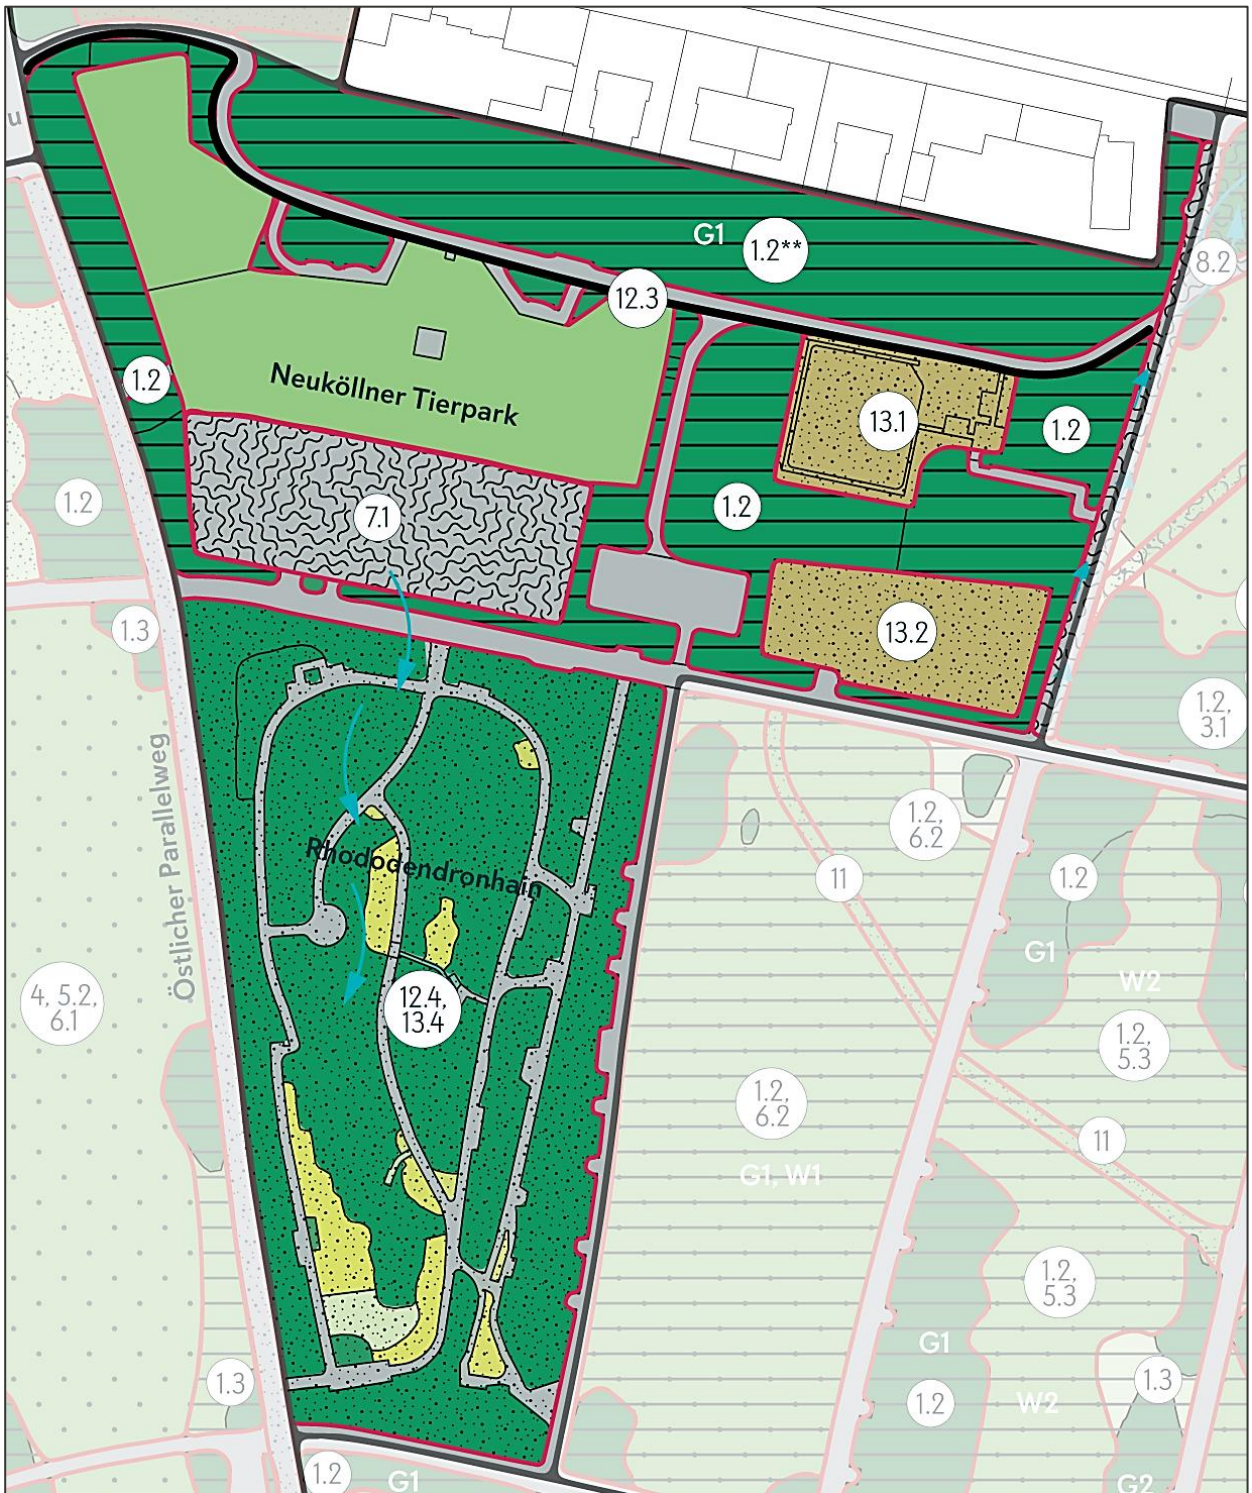 u
G1
1.2**
8.2
12.3
1.2
Neuköllner Tierpark
13.1
1.2
1.2
7.1
1.2
1.3
13.2
1.2,
3.1
Östlicher Parallelweg
1.2,
6.2
Rhododendronhain
11
1.2
G1
W2
4, 5.2,
6.1
12.4,
13.4
1.2,
5.3
1.2,
6.2
11
G1, W1
1.2,
5.3
G1
1.3
1.3
1.2
W2
1.2
G1
G2